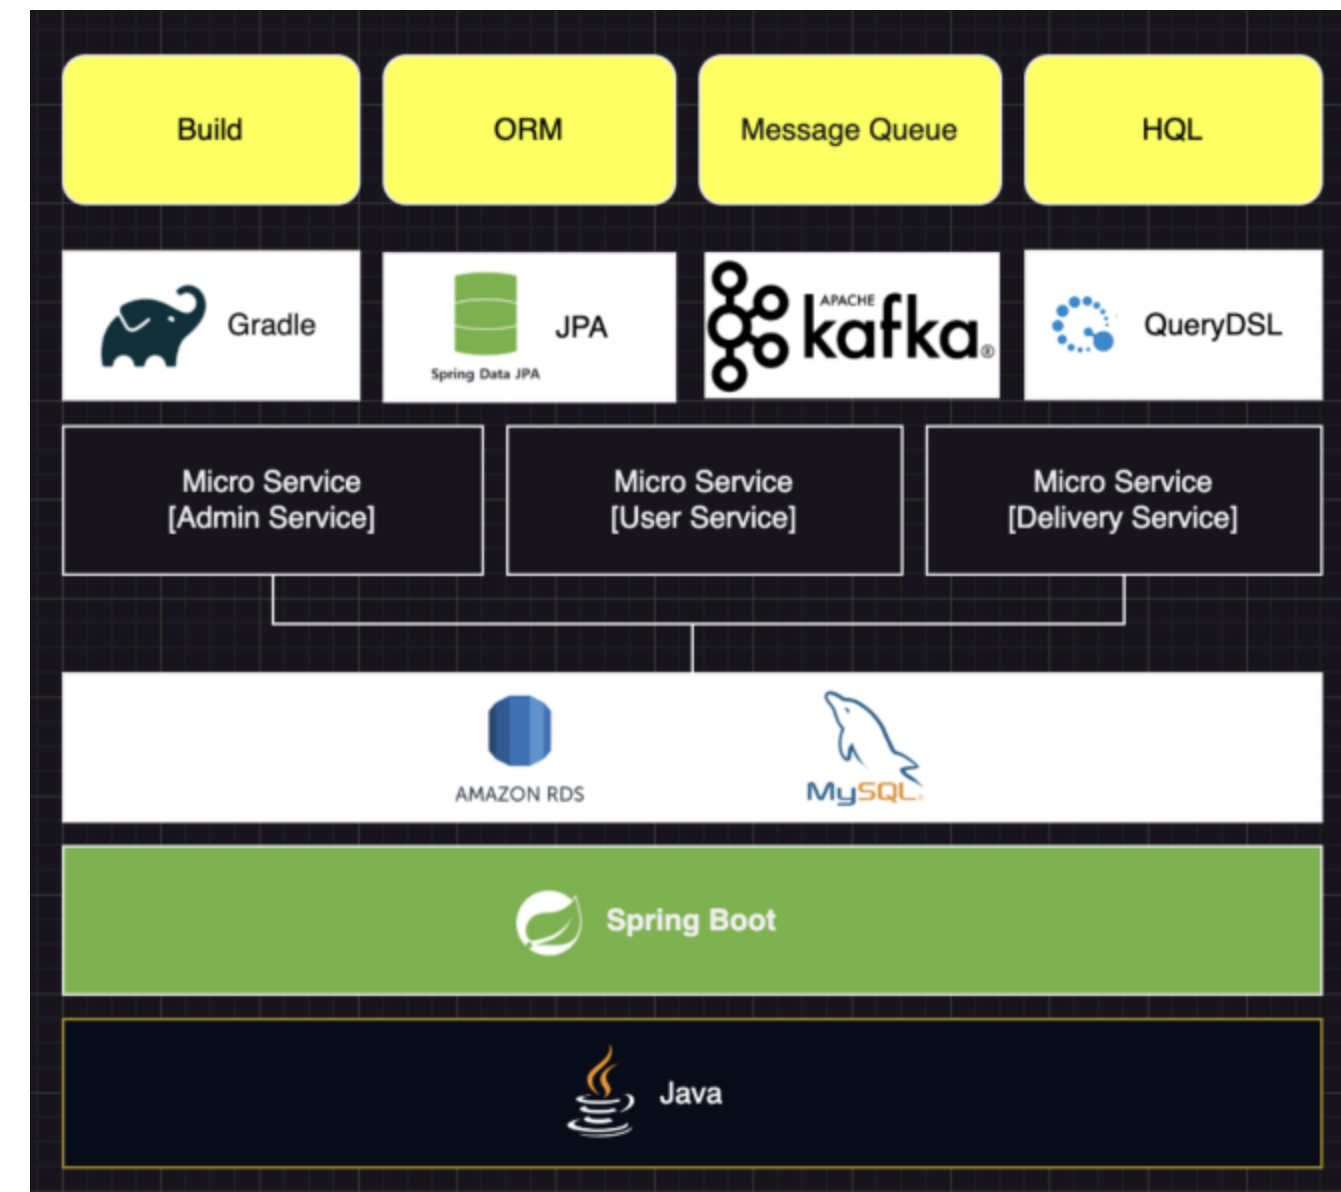 Build
ORM
Message Queue
HQL
Gradle
Spring Data JPA
JPA
APACHE
kafka®
QueryDSL
Micro Service
[Admin Service]
Micro Service
[User Service]
Micro Service
[Delivery Service]
AMAZON RDS
MySQL®
Spring Boot
Java